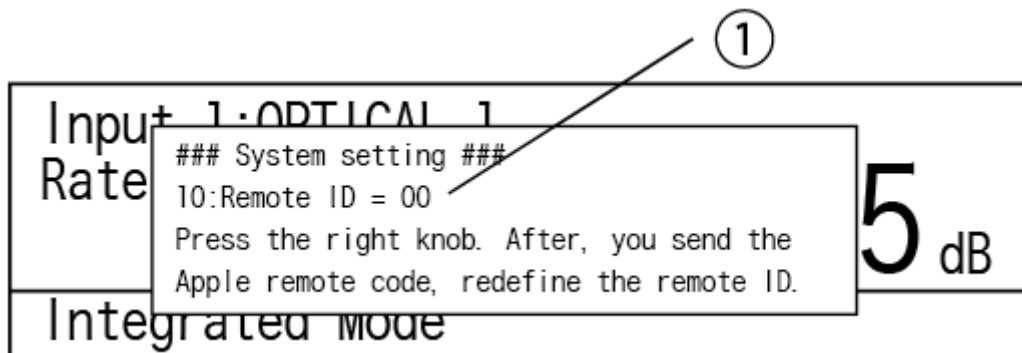 ①
Input 1:OPTICAL 1
Rate
### System setting ###
10:Remote ID = 00
Press the right knob. After, you send the
Apple remote code, redefine the remote ID.
5 dB
Integrated Mode